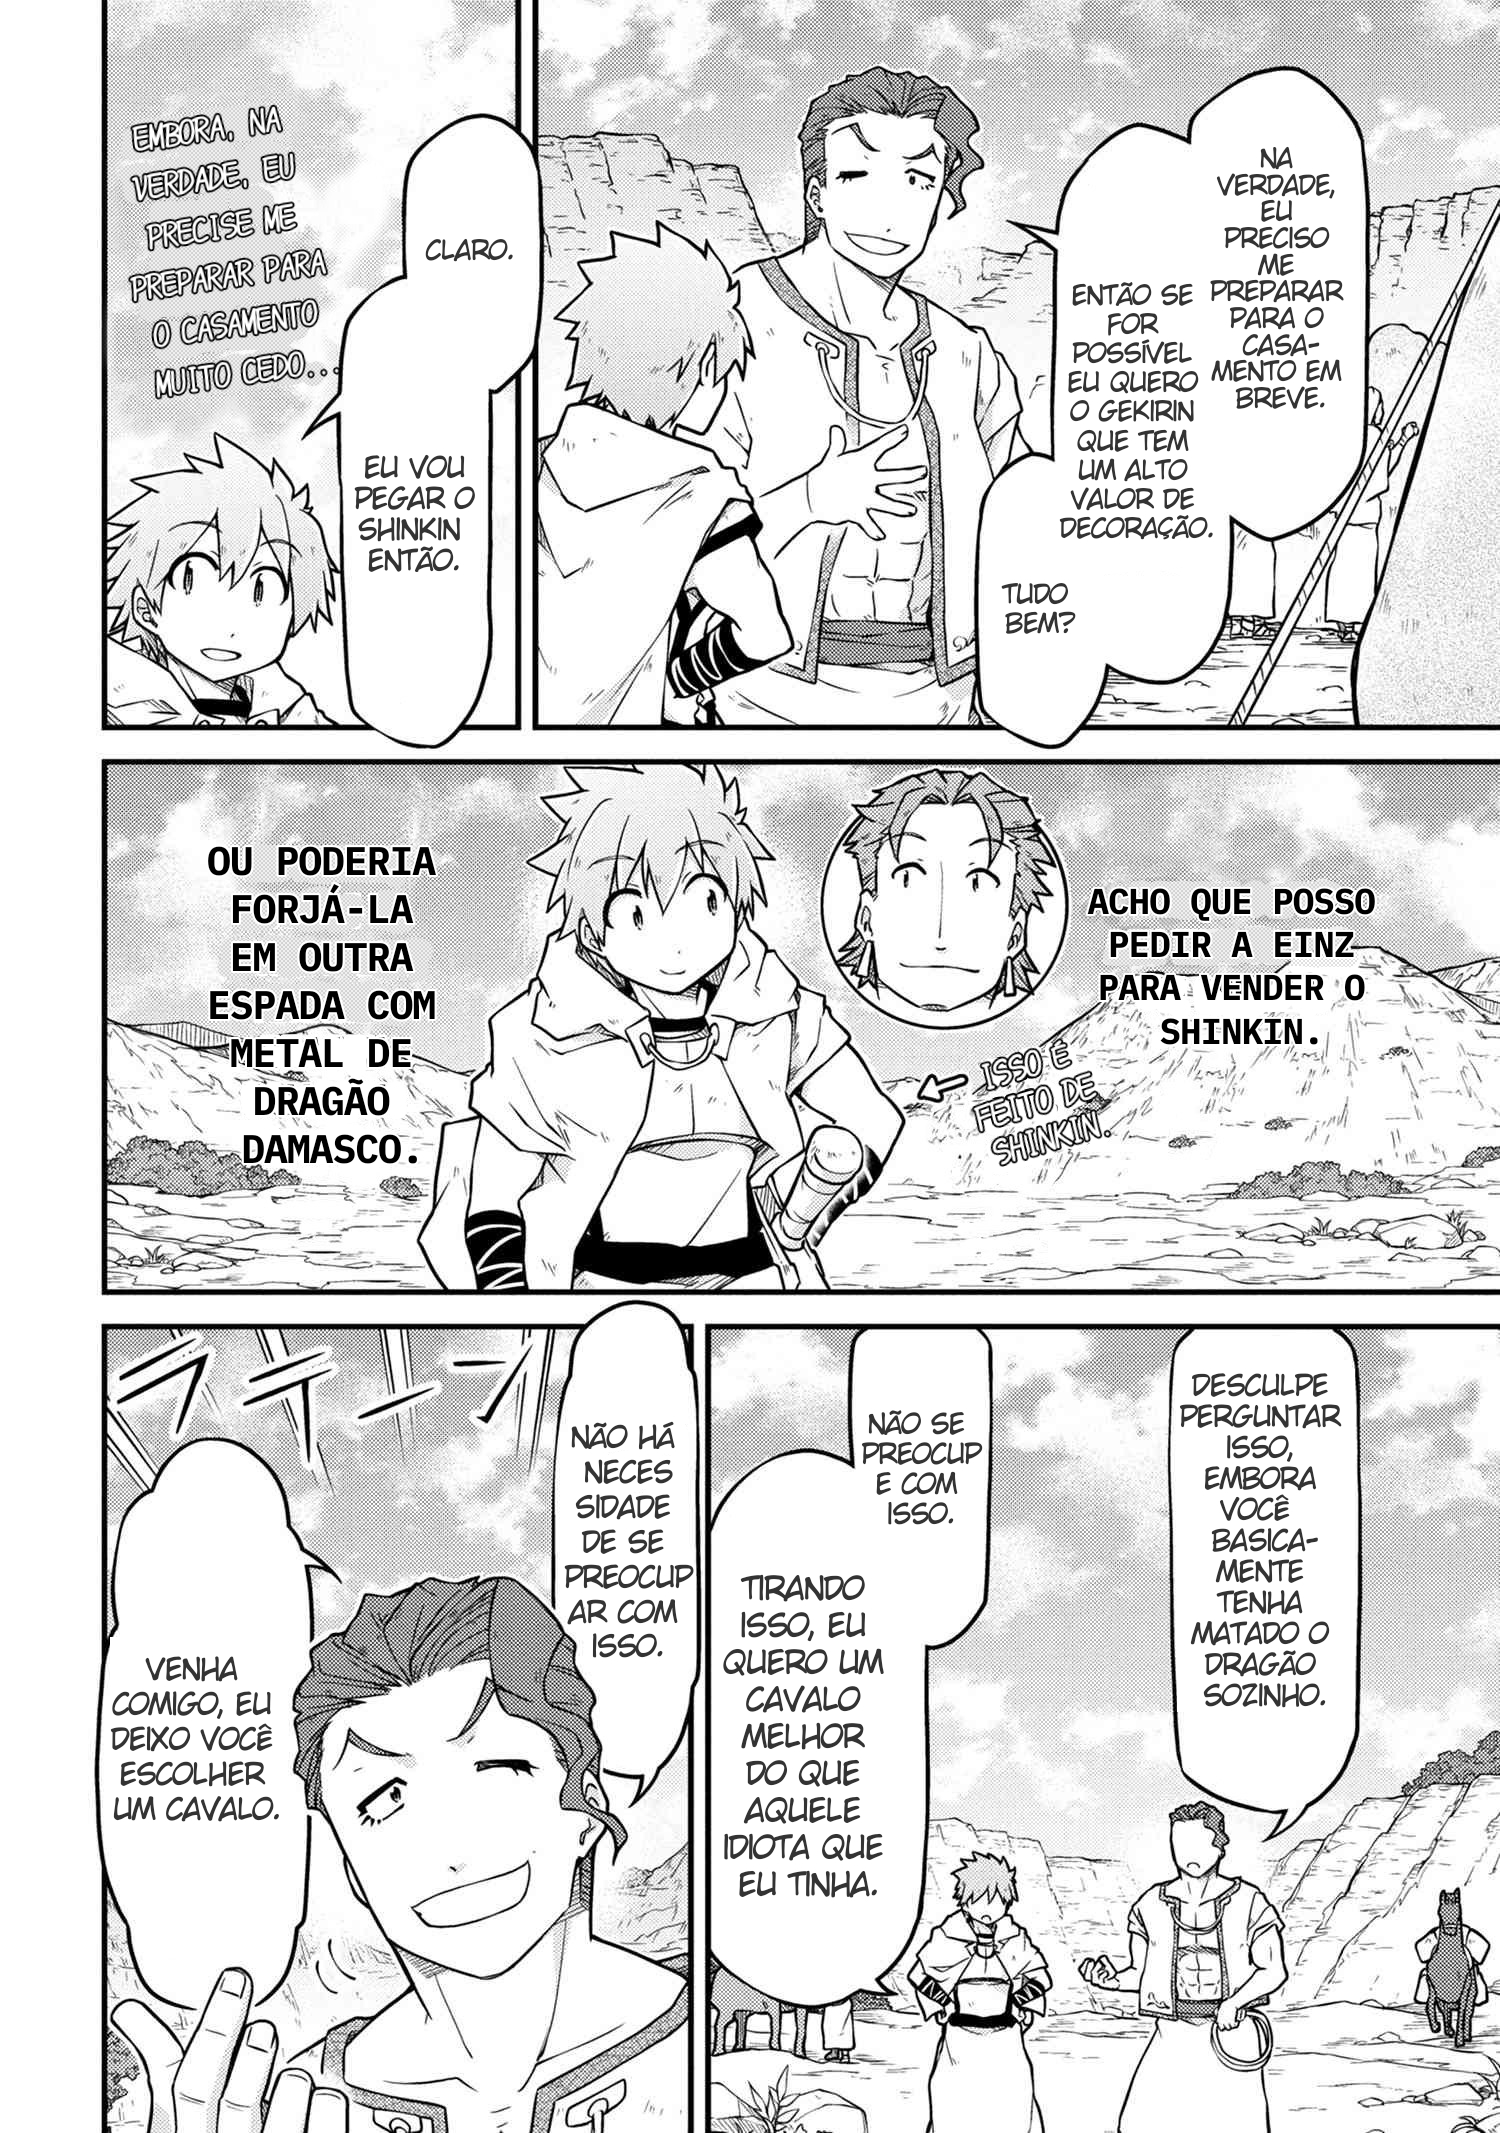 NA
VERDADE,
EU
PRECISO
ME
PREPARAR
PARA O
CASA-
MENTO EM
BREVE.
ENTÃO SE
FOR
POSSÍVEL
EU QUERO
O GEKIRIN
QUE TEM
UM ALTO
VALOR DE
DECORAÇÃO.
TUDO
BEM?
CLARO.
EU VOU
PEGAR O
SHINKIN
ENTÃO.
EMBORA, NA
VERDADE, EU
PRECISE ME
PREPARAR PARA
O CASAMENTO
MUITO CEDO...
ACHO QUE POSSO
PEDIR A EINZ
PARA VENDER O
SHINKIN.
ISSO É
FEITO DE
SHINKIN.
OU PODERIA
FORJÁ-LA
EM OUTRA
ESPADA COM
METAL DE
DRAGÃO
DAMASCO.
DESCULPE
PERGUNTAR
ISSO,
EMBORA
VOCÊ
BASICA-
MENTE
TENHA
MATADO O
DRAGÃO
SOZINHO.
NÃO SE
PREOCUP
E COM
ISSO.
TIRANDO
ISSO, EU
QUERO UM
CAVALO
MELHOR
DO QUE
AQUELE
IDIOTA QUE
EU TINHA.
NÃO HÁ
NECES
SIDADE
DE SE
PREOCUP
AR COM
ISSO.
VENHA
COMIGO, EU
DEIXO VOCÊ
ESCOLHER
UM CAVALO.
キラーン